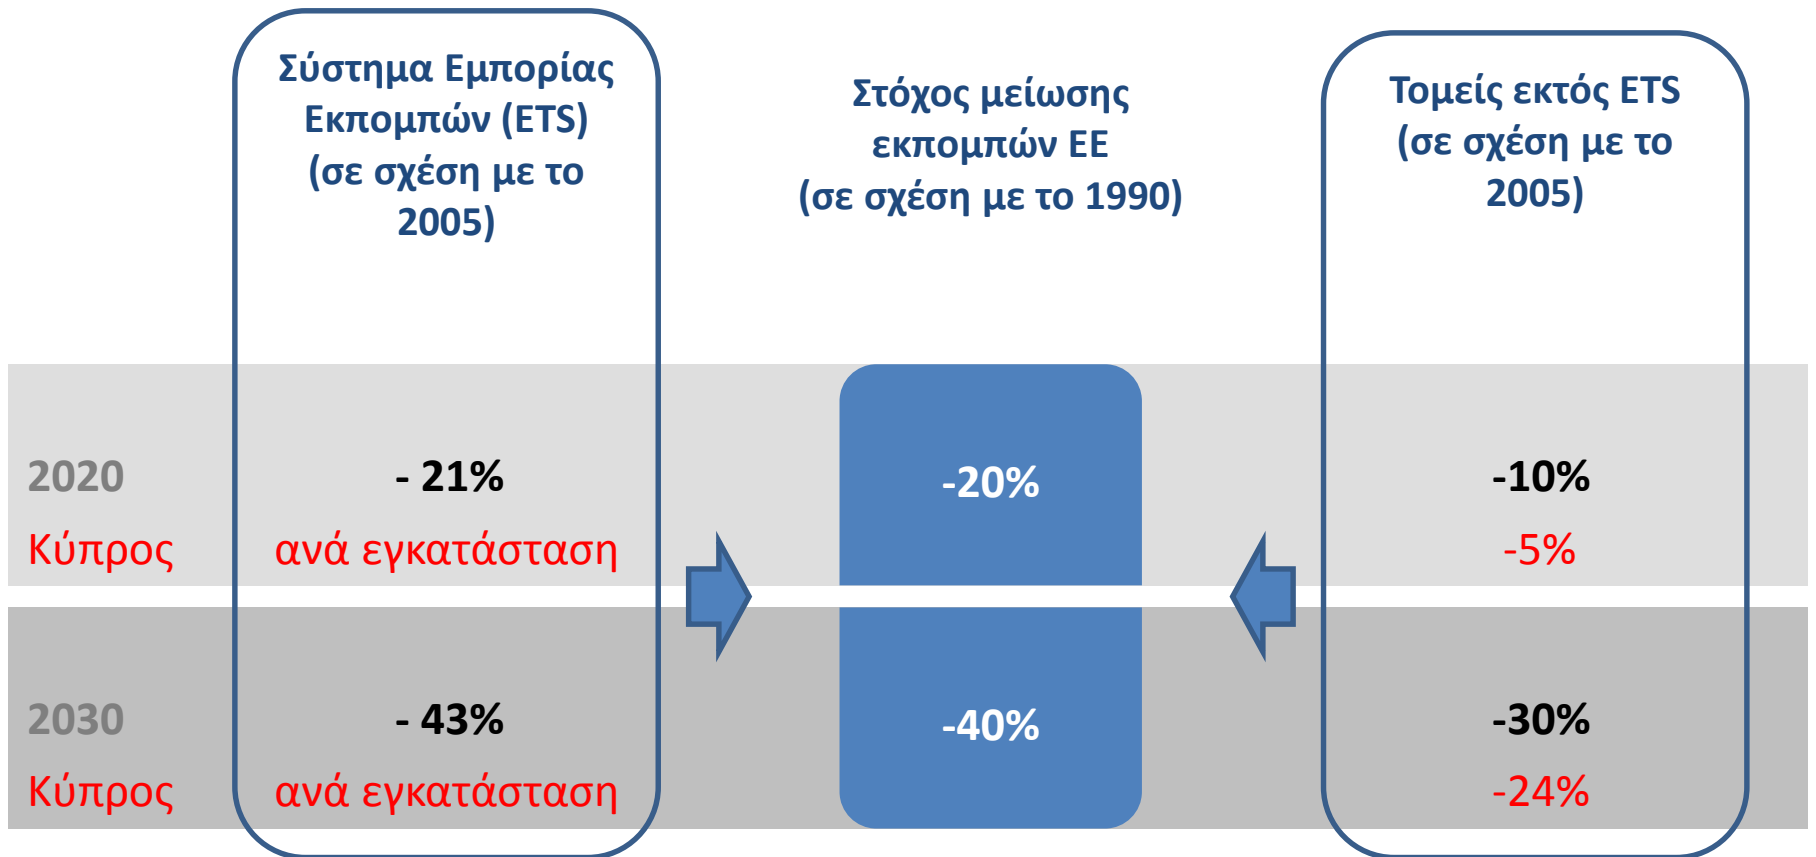 Σύστημα Εμπορίας
Εκπομπών (ETS)
(σε σχέση με το
2005)
Στόχος μείωσης
εκπομπών ΕΕ
(σε σχέση με το 1990)
Τομείς εκτός ETS
(σε σχέση με το
2005)
2020
- 21%
-20%
-10%
Κύπρος
ανά εγκατάσταση
-5%
2030
- 43%
-40%
-30%
Κύπρος
ανά εγκατάσταση
-24%